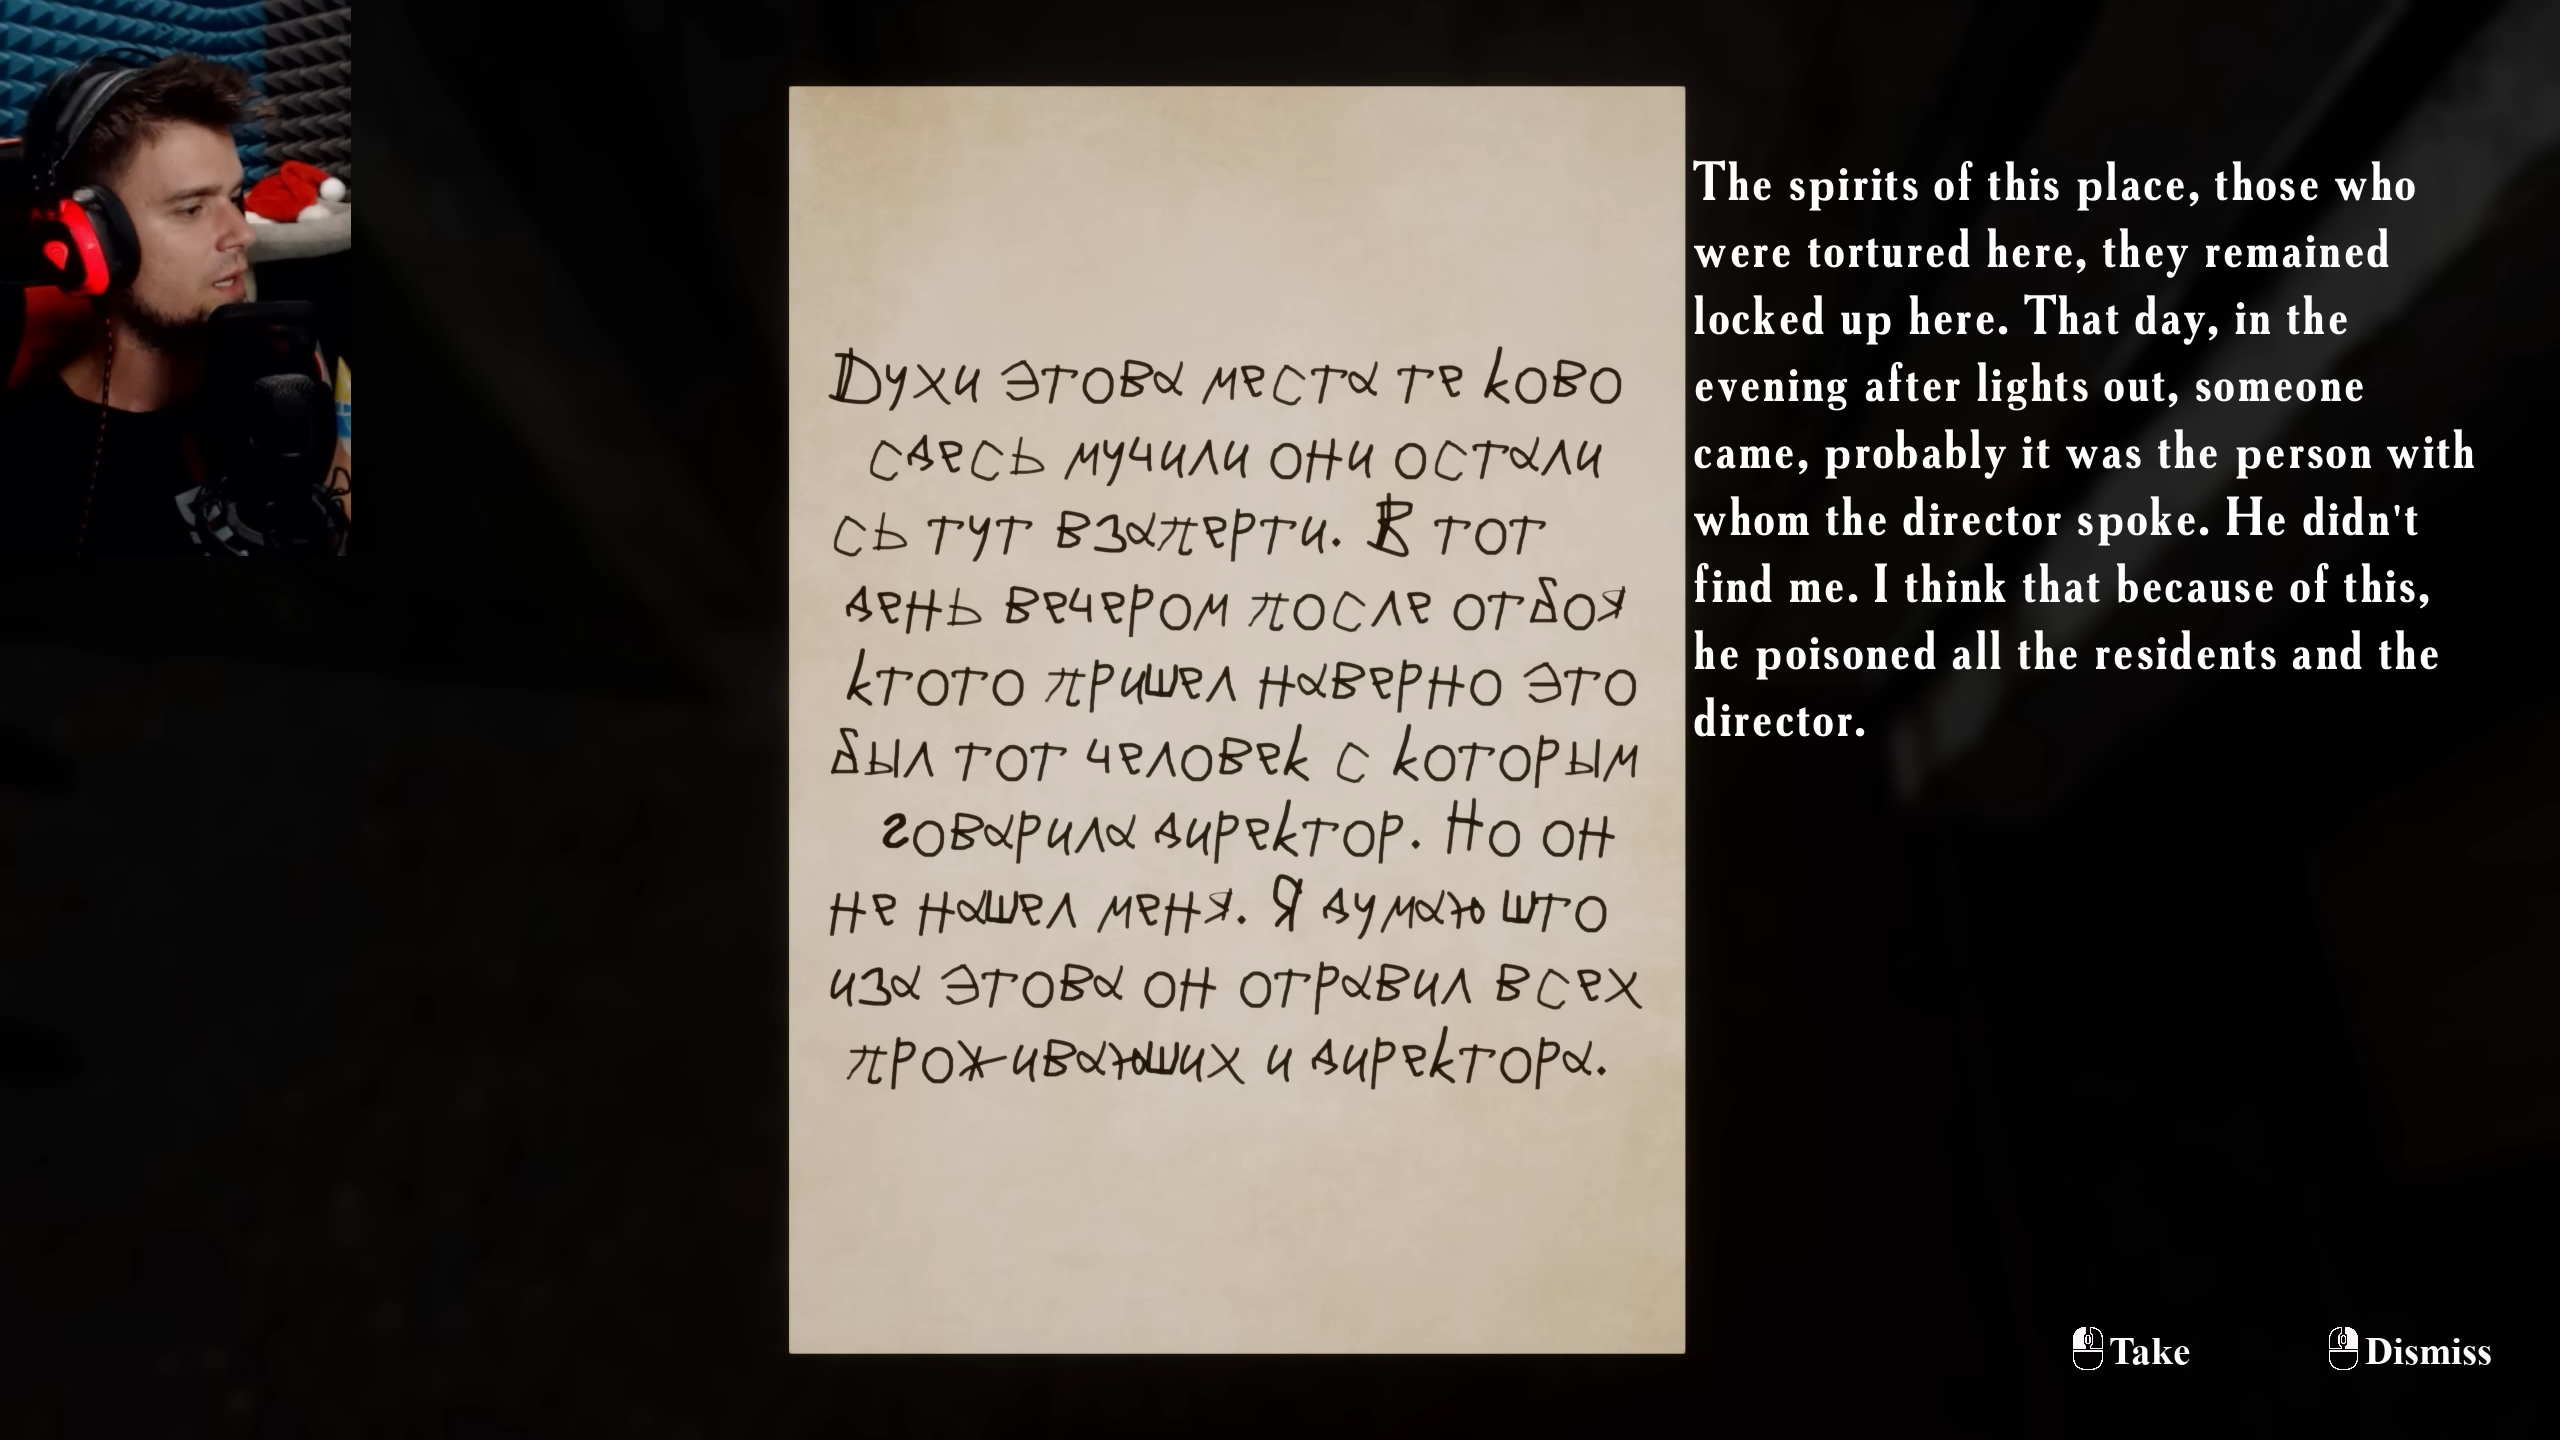 Духи этова места те ково
сдесь мучили они остали
сь тут взаперти. В тот
день вечером после отбоя
ктото пришел наверно это
был тот человек с которым
говарила директор. Но он
не нашел меня. Я думаю што
иза этова он отравил всех
проживаюших и директора.
The spirits of this place, those who
were tortured here, they remained
locked up here. That day, in the
evening after lights out, someone
came, probably it was the person with
whom the director spoke. He didn't
find me. I think that because of this,
he poisoned all the residents and the
director.
Take
Dismiss